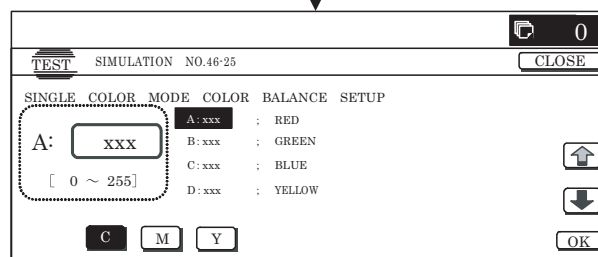 0
TEST SIMULATION NO.46-25 CLOSE
SINGLE COLOR MODE COLOR BALANCE SETUP
A: xxx
[ 0 ~ 255]
A:xxx ; RED
B:xxx ; GREEN
C:xxx ; BLUE
D:xxx ; YELLOW
C M Y OK